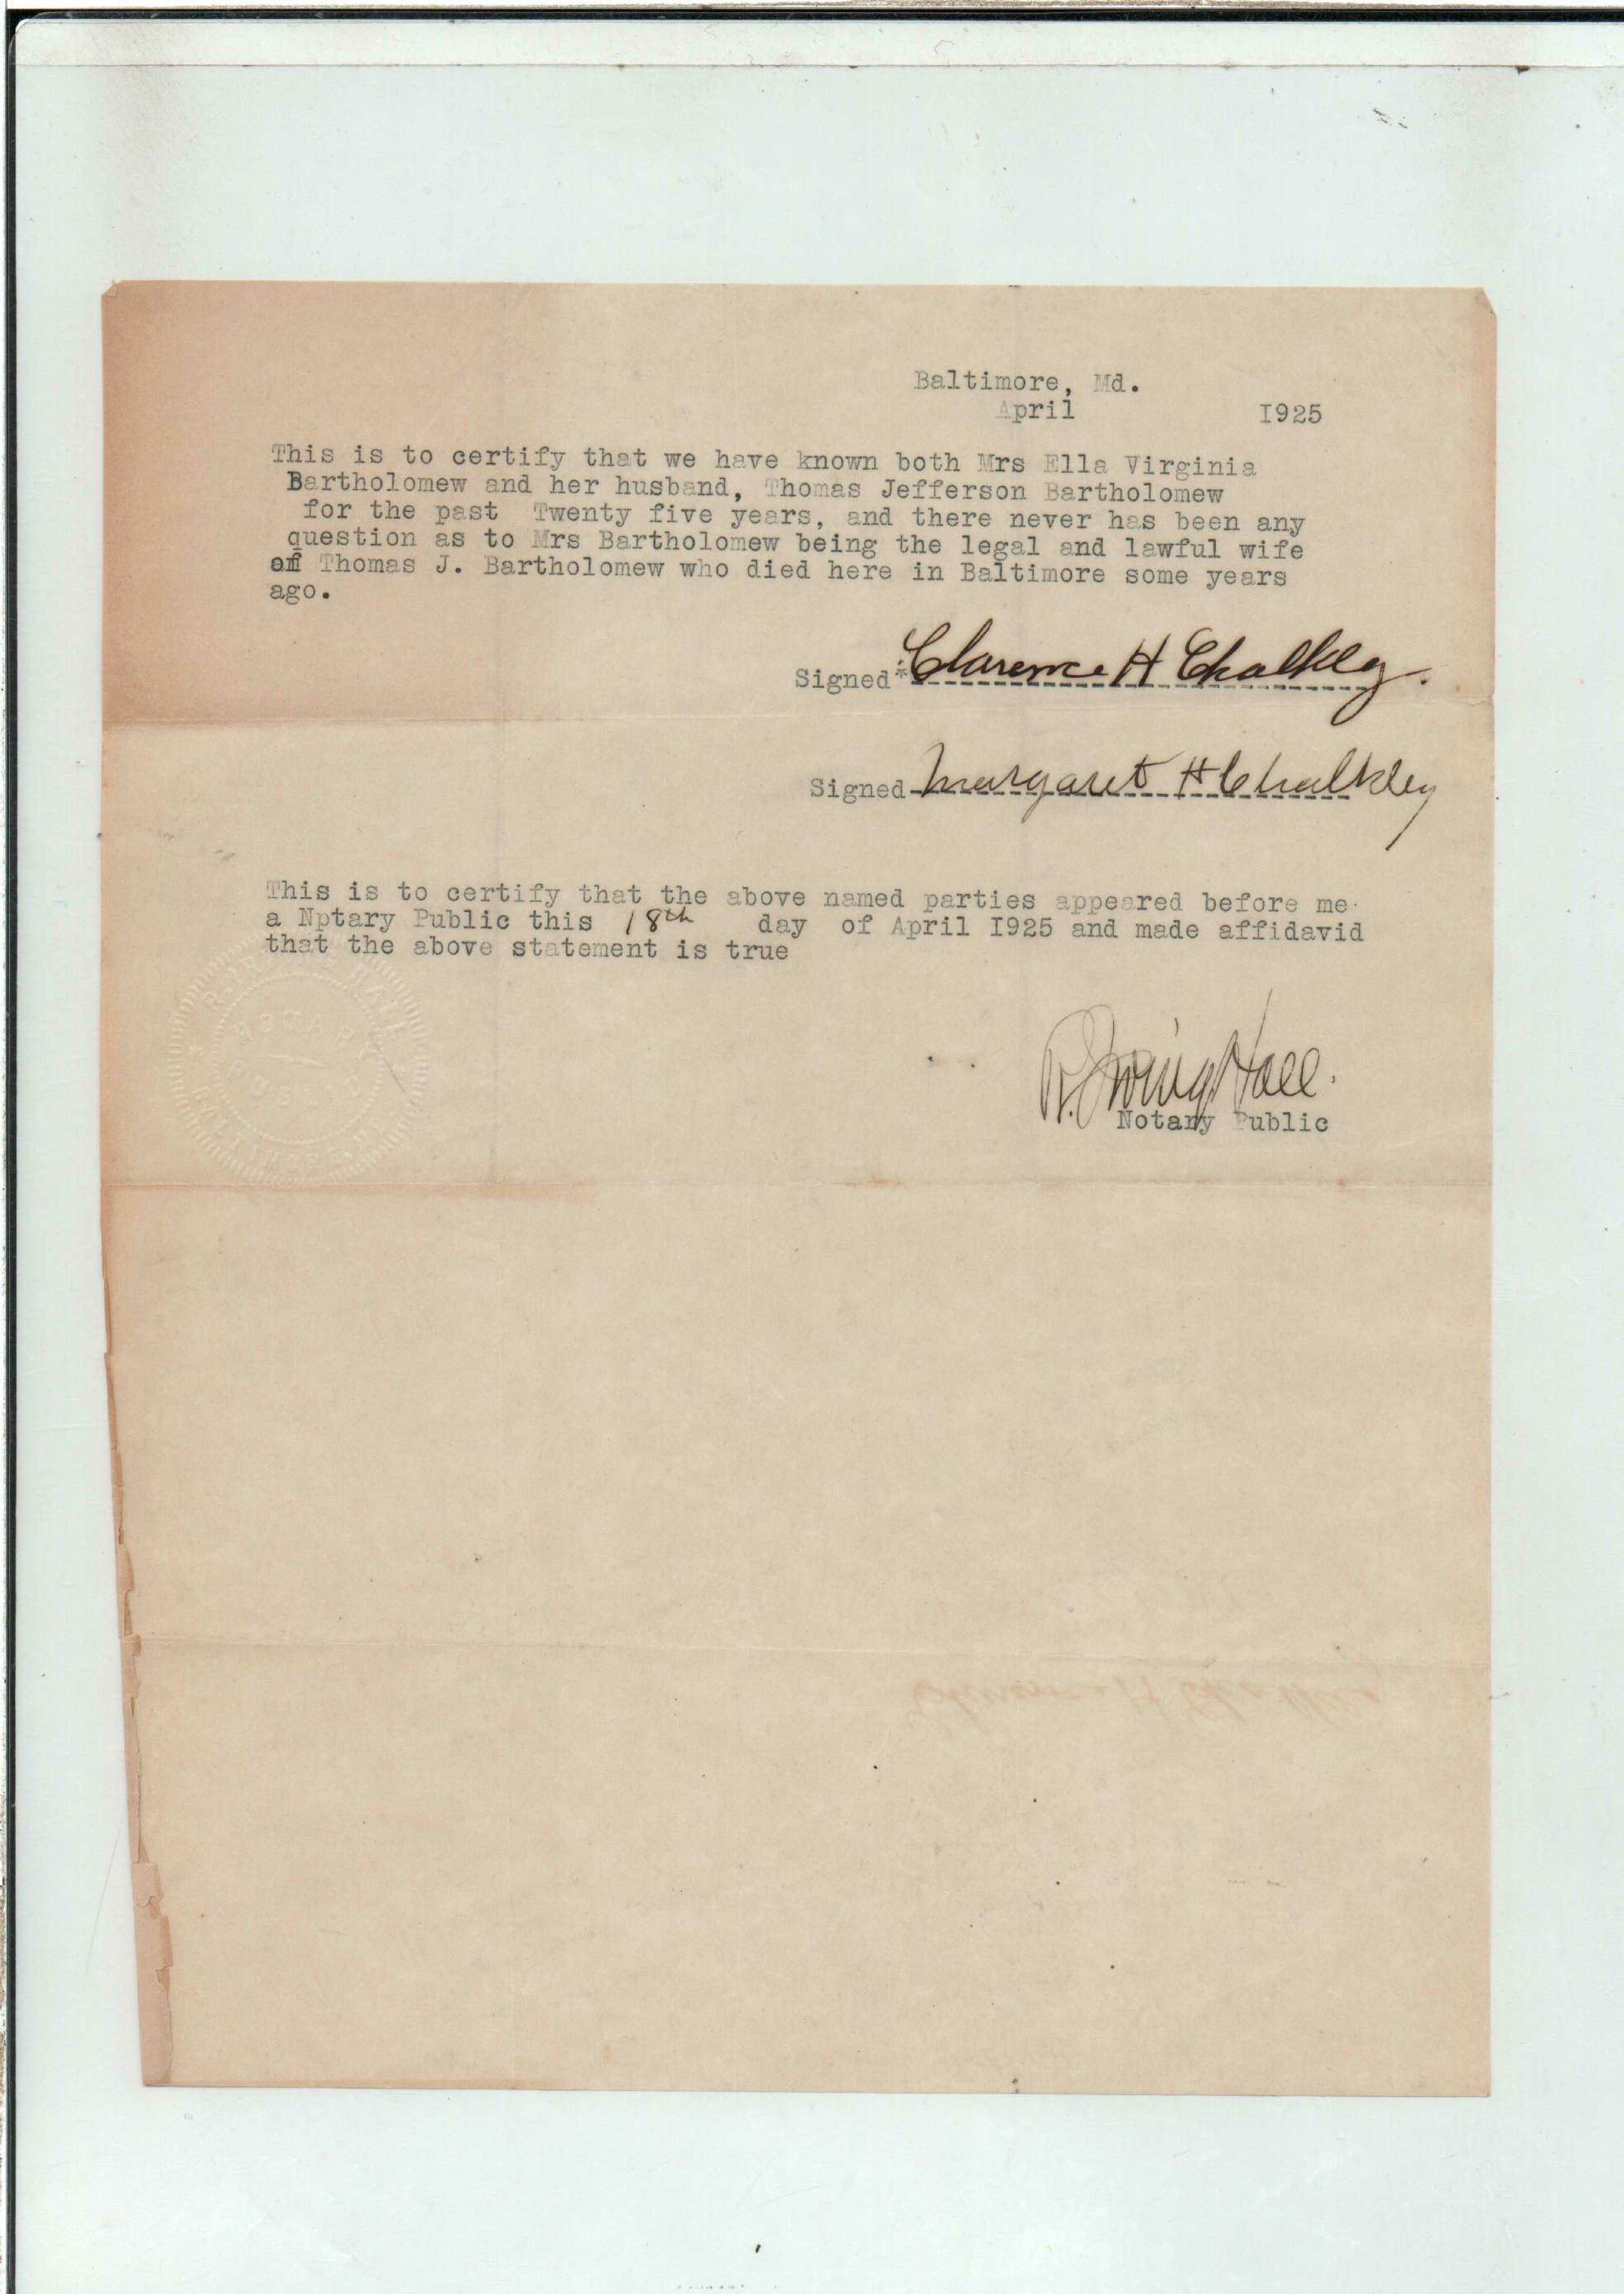 Baltimore, Md.
April 1925
This is to certify that we have known both Mrs Ella Virginia
Bartholomew and her husband, Thomas Jefferson Bartholomew
for the past Twenty five years, and there never has been any
question as to Mrs Bartholomew being the legal and lawful wife
of Thomas J. Bartholomew who died here in Baltimore some years
ago.
Signed Clarence H Chalkley.
Signed Margaret H Chalkley
This is to certify that the above named parties appeared before me
a Nptary Public this 18th day of April 1925 and made affidavid
that the above statement is true
R. Irving Hall.
Notary Public
NOTARY